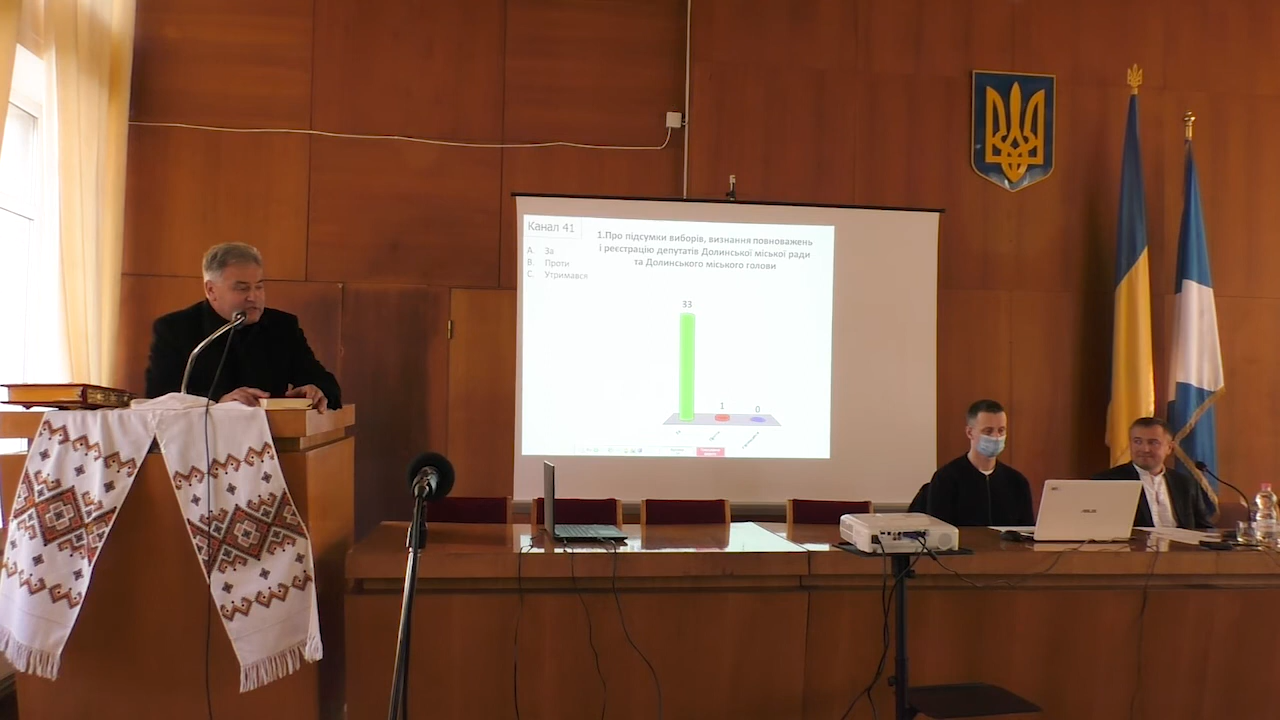 Канал 41
1.Про підсумки виборів, визнання повноважень
і реєстрацію депутатів Долинської міської ради
та Долинського міського голови
A. За
B. Проти
C. Утримався
33
1
0
ASUS